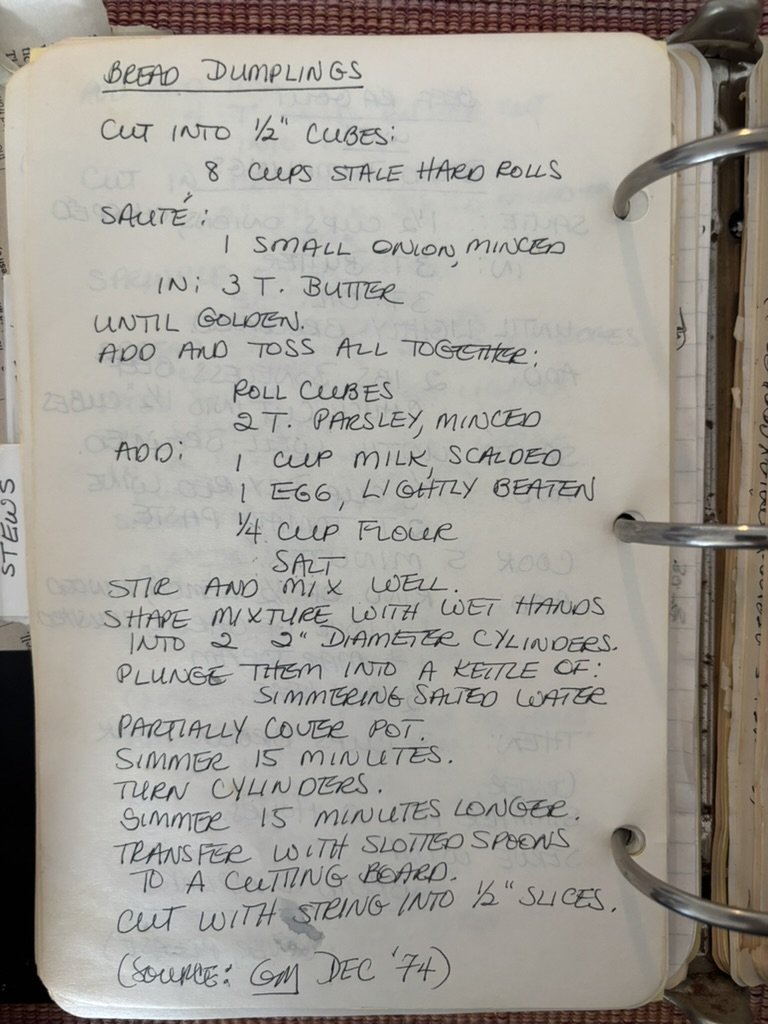 BREAD DUMPLINGS
CUT INTO 1/2" CUBES:
8 CUPS STALE HARD ROLLS
SAUTÉ:
1 SMALL ONION, MINCED
IN: 3 T. BUTTER
UNTIL GOLDEN.
ADD AND TOSS ALL TOGETHER:
ROLL CUBES
2 T. PARSLEY, MINCED
ADD: 1 CUP MILK, SCALDED
1 EGG, LIGHTLY BEATEN
1/4 CUP FLOUR
SALT
STIR AND MIX WELL.
SHAPE MIXTURE WITH WET HANDS
INTO 2 2" DIAMETER CYLINDERS.
PLUNGE THEM INTO A KETTLE OF:
SIMMERING SALTED WATER
PARTIALLY COVER POT.
SIMMER 15 MINUTES.
TURN CYLINDERS.
SIMMER 15 MINUTES LONGER.
TRANSFER WITH SLOTTED SPOONS
TO A CUTTING BOARD.
CUT WITH STRING INTO 1/2" SLICES.
(SOURCE: GM DEC '74)
STEWS